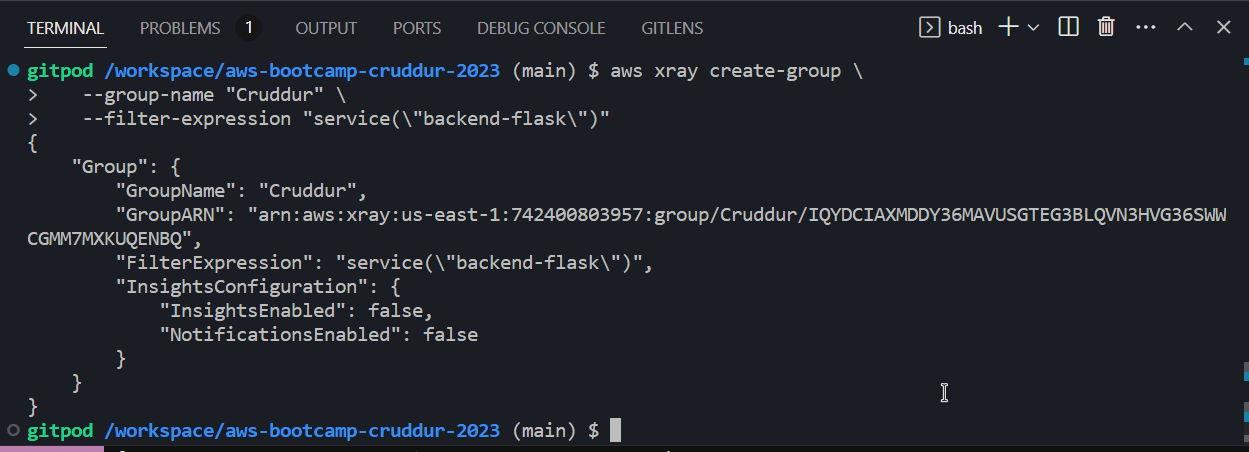 TERMINAL PROBLEMS 1 OUTPUT PORTS DEBUG CONSOLE GITLENS bash
gitpod /workspace/aws-bootcamp-cruddur-2023 (main) $ aws xray create-group \
>    --group-name "Cruddur" \
>    --filter-expression "service(\"backend-flask\")"
{
    "Group": {
        "GroupName": "Cruddur",
        "GroupARN": "arn:aws:xray:us-east-1:742400803957:group/Cruddur/IQYDCIAXMDDY36MAVUSGTEG3BLQVN3HVG36SWW
CGMM7MXKUQENBQ",
        "FilterExpression": "service(\"backend-flask\")",
        "InsightsConfiguration": {
            "InsightsEnabled": false,
            "NotificationsEnabled": false
        }
    }
}
gitpod /workspace/aws-bootcamp-cruddur-2023 (main) $